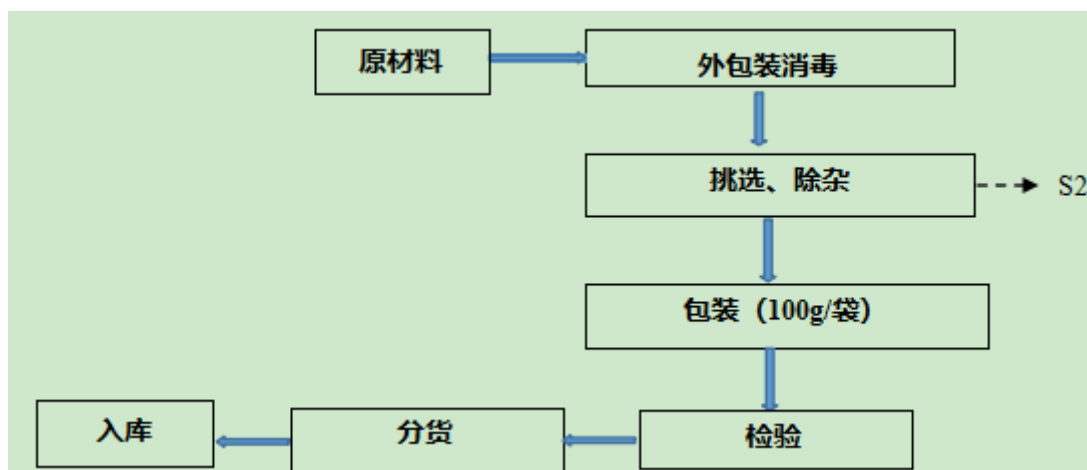 原材料
外包装消毒
挑选、除杂
S2
包装（100g/袋）
入库
分货
检验